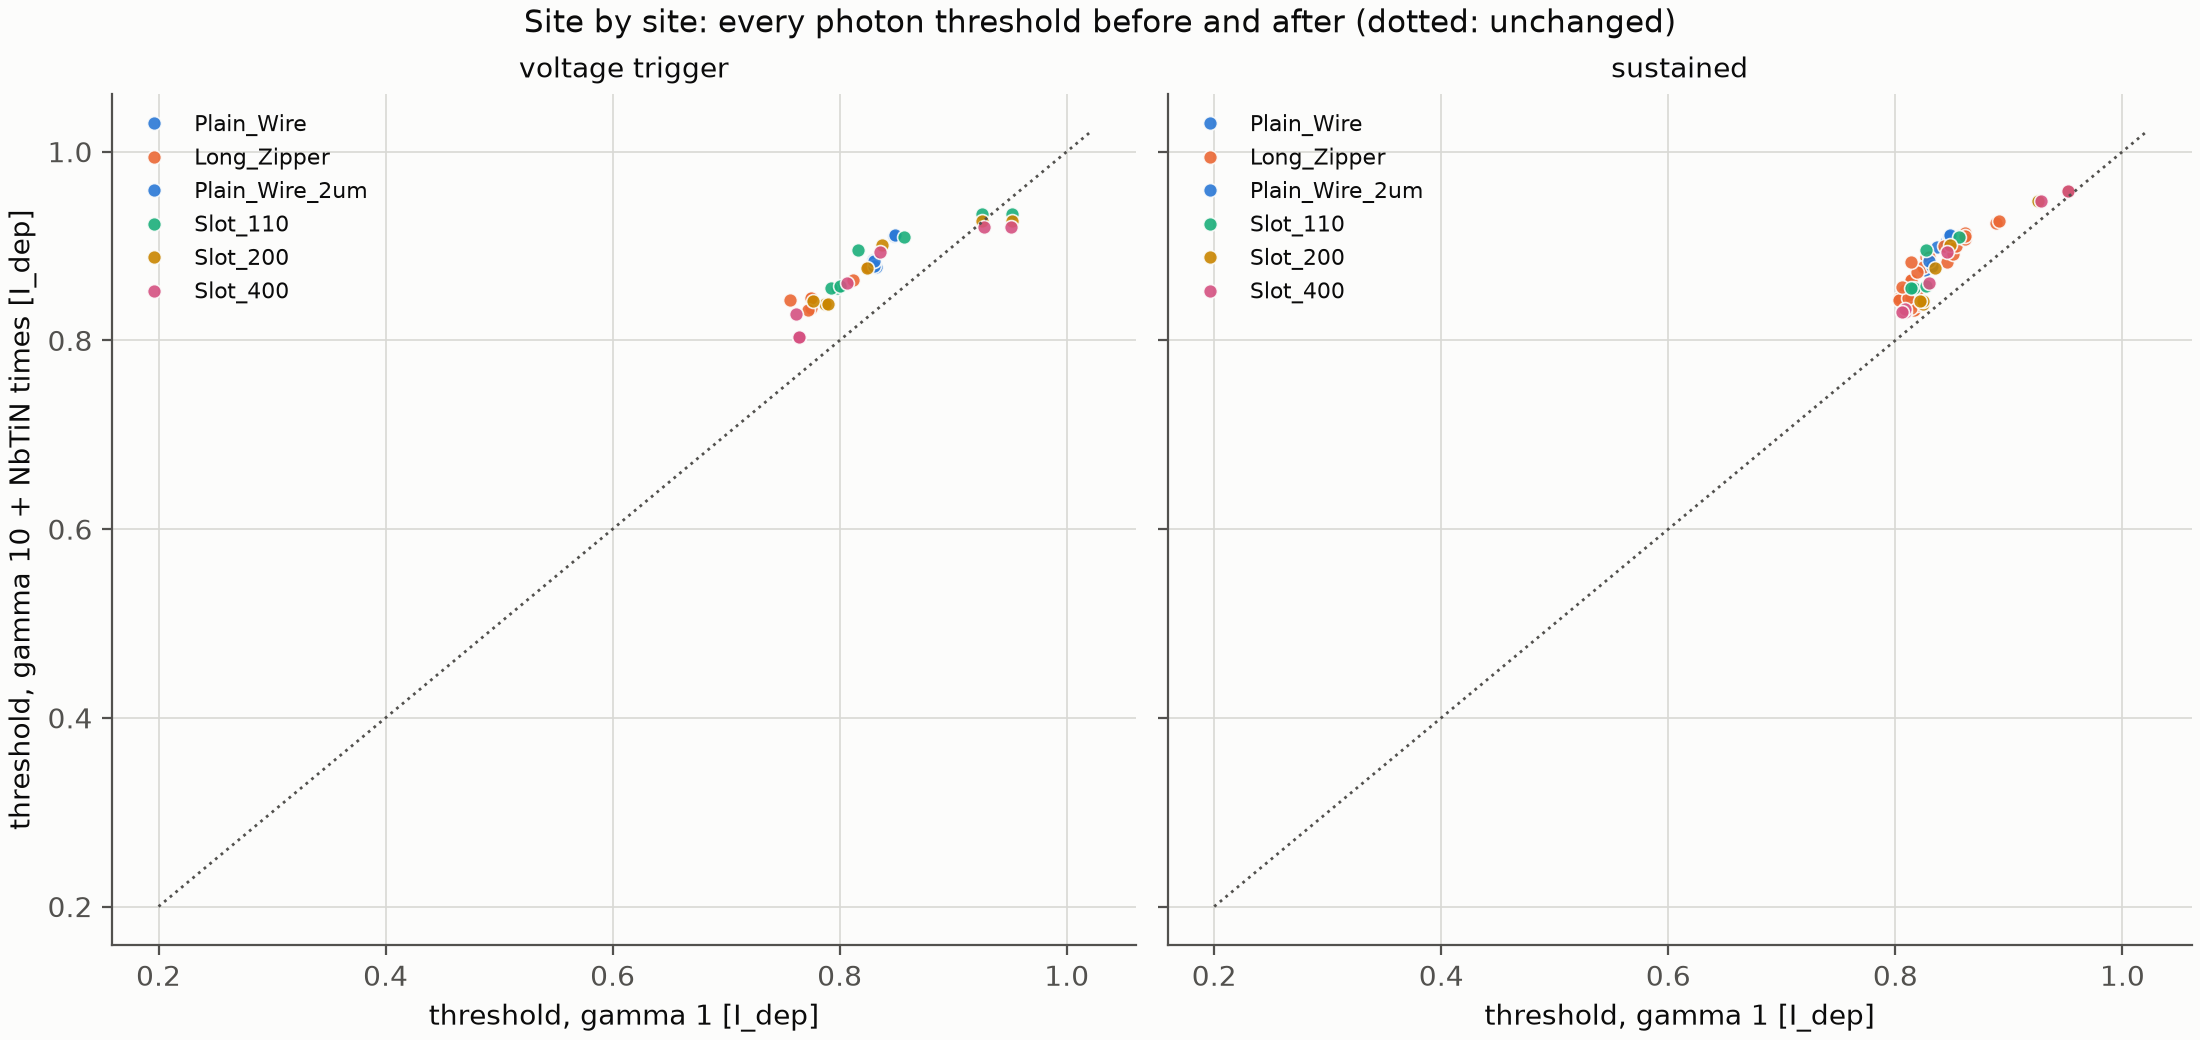 Site by site: every photon threshold before and after (dotted: unchanged)
voltage trigger
Plain_Wire
Long_Zipper
Plain_Wire_2um
Slot_110
Slot_200
Slot_400
threshold, gamma 10 + NbTiN times [I_dep]
1.0
0.8
0.6
0.4
0.2
0.2 0.4 0.6 0.8 1.0
threshold, gamma 1 [I_dep]
sustained
Plain_Wire
Long_Zipper
Plain_Wire_2um
Slot_110
Slot_200
Slot_400
0.2 0.4 0.6 0.8 1.0
threshold, gamma 1 [I_dep]